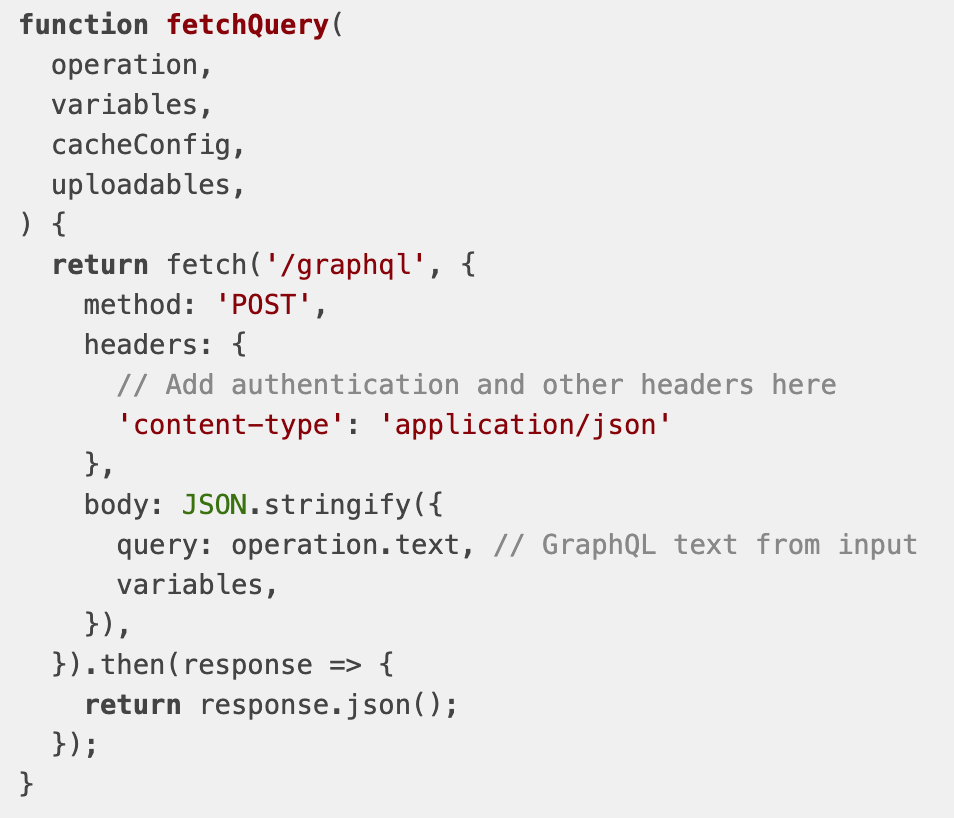 function fetchQuery(
  operation,
  variables,
  cacheConfig,
  uploadables,
) {
  return fetch('/graphql', {
    method: 'POST',
    headers: {
      // Add authentication and other headers here
      'content-type': 'application/json'
    },
    body: JSON.stringify({
      query: operation.text, // GraphQL text from input
      variables,
    }),
  }).then(response => {
    return response.json();
  });
}